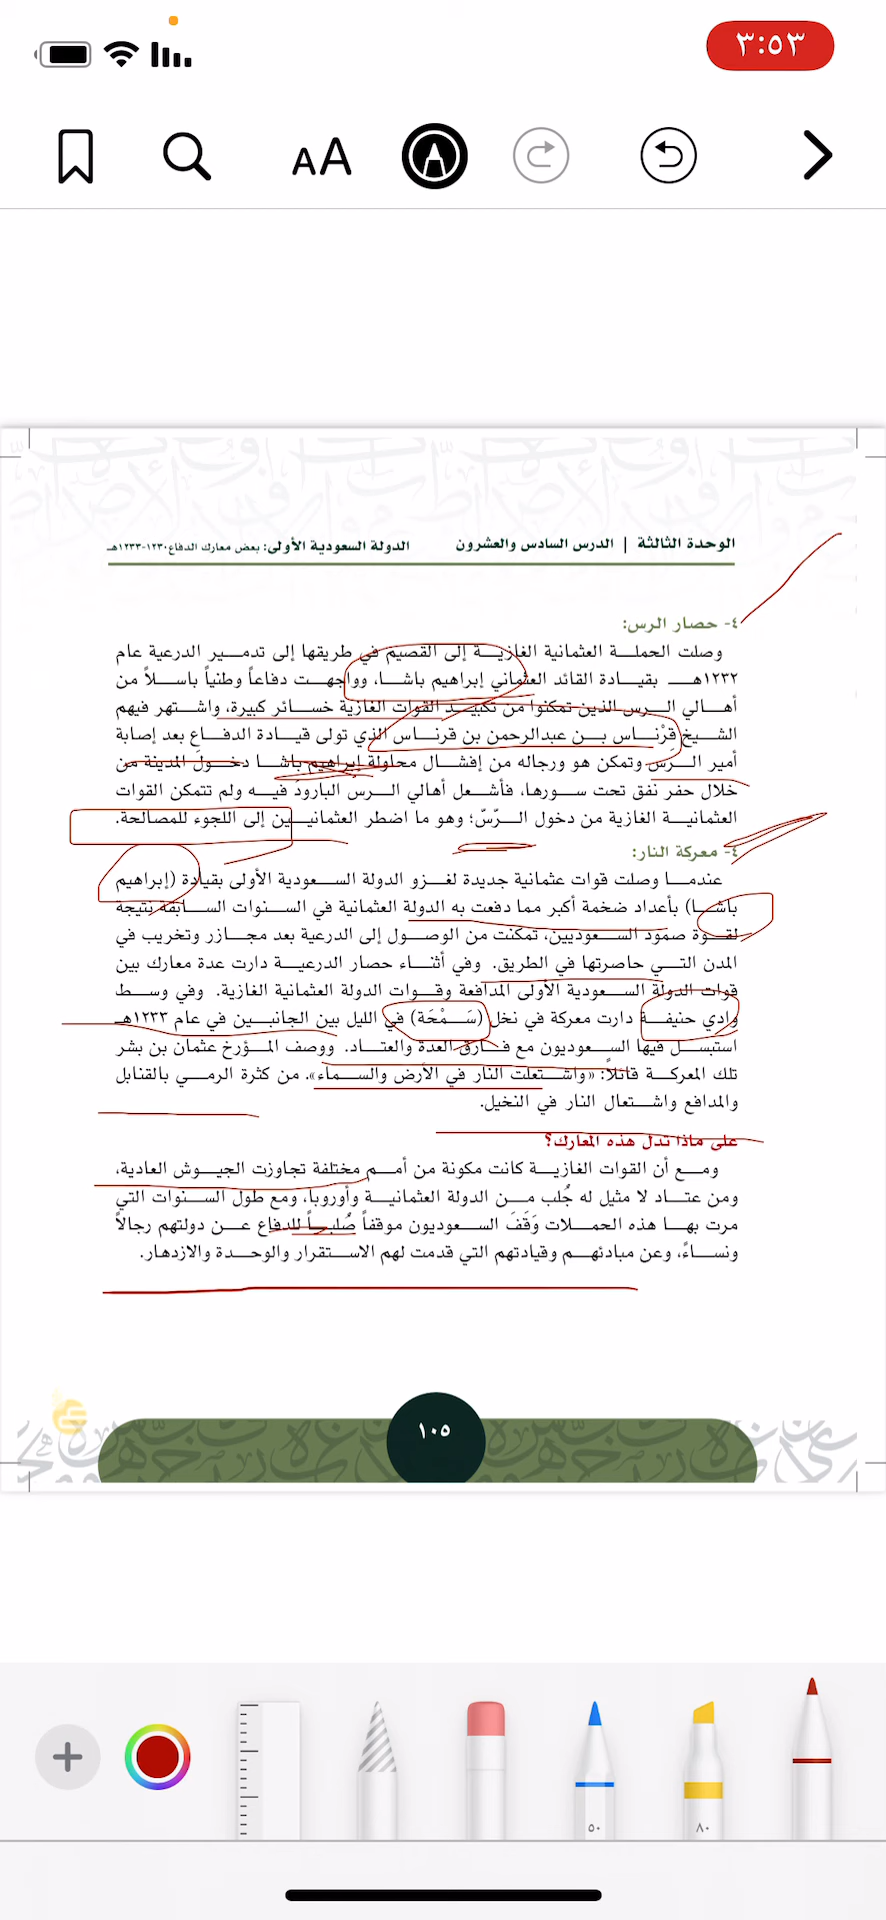 ٣:٥٣
AA
الوحدة الثالثة | الدرس السادس والعشرون الدولة السعودية الأولى: بعض معارك الدفاع ١٢٣٠-١٢٣٣هـ
٤- حصار الرس:
وصلت الحملة العثمانية الغازية إلى القصيم في طريقها إلى تدمير الدرعية عام
١٢٣٢هـ بقيادة القائد العثماني إبراهيم باشا، وواجهت دفاعاً وطنياً باسلاً من
أهالي الرس الذين تمكنوا من تكبيد القوات الغازية خسائر كبيرة، واشتهر فيهم
الشيخ قرْناس بن عبدالرحمن بن قرناس الذي تولى قيادة الدفاع بعد إصابة
أمير الرس وتمكن هو ورجاله من إفشال محاولة إبراهيم باشا دخول المدينة من
خلال حفر نفق تحت سورها، فأشعل أهالي الرس البارود فيه ولم تتمكن القوات
العثمانية الغازية من دخول الرّسّ؛ وهو ما اضطر العثمانيين إلى اللجوء للمصالحة.
٤- معركة النار:
عندما وصلت قوات عثمانية جديدة لغزو الدولة السعودية الأولى بقيادة (إبراهيم
باشا) بأعداد ضخمة أكبر مما دفعت به الدولة العثمانية في السنوات السابقة نتيجة
لقوة صمود السعوديين، تمكنت من الوصول إلى الدرعية بعد مجازر وتخريب في
المدن التي حاصرتها في الطريق. وفي أثناء حصار الدرعية دارت عدة معارك بين
قوات الدولة السعودية الأولى المدافعة وقوات الدولة العثمانية الغازية. وفي وسط
وادي حنيفة دارت معركة في نخل (سَمْحَة) في الليل بين الجانبين في عام ١٢٣٣هـ
استبسل فيها السعوديون مع فارق العدة والعتاد. ووصف المؤرخ عثمان بن بشر
تلك المعركة قائلاً: «واشتعلت النار في الأرض والسماء». من كثرة الرمي بالقنابل
والمدافع واشتعال النار في النخيل.
على ماذا تدل هذه المعارك؟
ومع أن القوات الغازية كانت مكونة من أمم مختلفة تجاوزت الجيوش العادية،
ومن عتاد لا مثيل له جُلب من الدولة العثمانية وأوروبا، ومع طول السنوات التي
مرت بها هذه الحملات وَقَفَ السعوديون موقفاً صُلباً للدفاع عن دولتهم رجالاً
ونساءً، وعن مبادئهم وقيادتهم التي قدمت لهم الاستقرار والوحدة والازدهار.
١٠٥
٥٠
٨٠